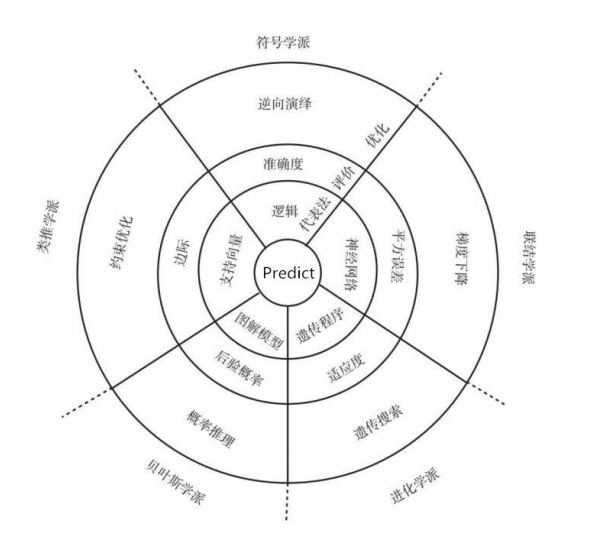 符号学派
逆向演绎
优化
准确度
评价
逻辑
代表法
类推学派
约束优化
边际
支持向量
Predict
神经网络
平方误差
梯度下降
联结学派
图解模型
遗传程序
后验概率
适应度
概率推理
遗传搜索
贝叶斯学派
进化学派